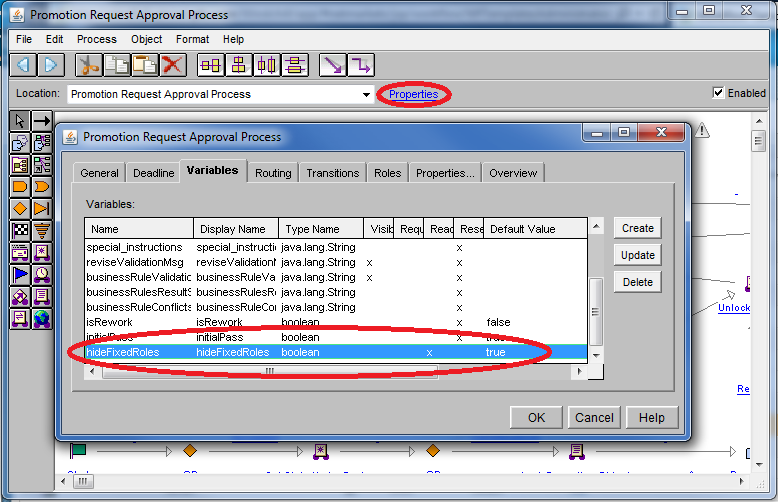 Promotion Request Approval Process
File Edit Process Object Format Help
Location: Promotion Request Approval Process Properties Enabled
Promotion Request Approval Process
General Deadline Variables Routing Transitions Roles Properties... Overview
Variables:
Name Display Name Type Name Visib Requ Read Rese Default Value
special_instructions special_instructi java.lang.String x
reviseValidationMsg reviseValidationM java.lang.String x
businessRuleValidatio businessRuleVa java.lang.String x
businessRulesResultS businessRulesRe java.lang.String x
businessRuleConflicts businessRuleCon java.lang.String x
isRework isRework boolean x false
initialPass initialPass boolean x true
hideFixedRoles hideFixedRoles boolean x true
Create
Update
Delete
OK Cancel Help
Unlock
Re